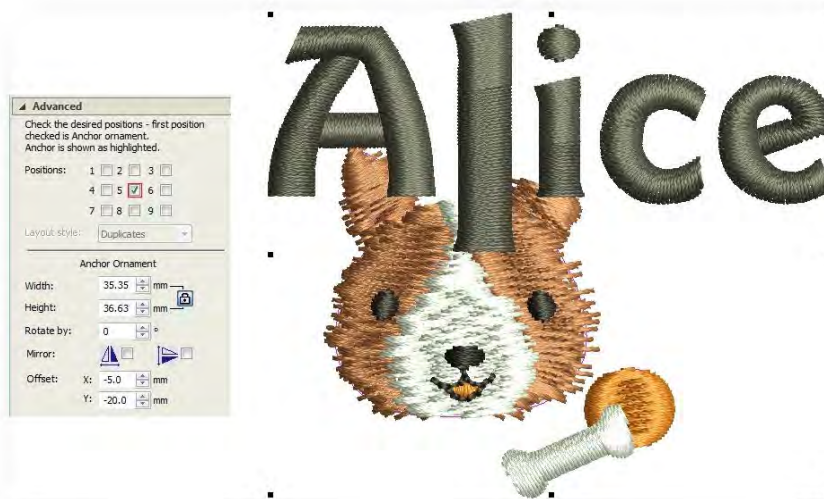 Advanced
Check the desired positions - first position
checked is Anchor ornament.
Anchor is shown as highlighted.
Positions: 1 2 3
4 5 6
7 8 9
Layout style: Duplicates
Anchor Ornament
Width: 35.35 mm
Height: 36.63 mm
Rotate by: 0 °
Mirror:
Offset: X: -5.0 mm
Y: -20.0 mm
Alice